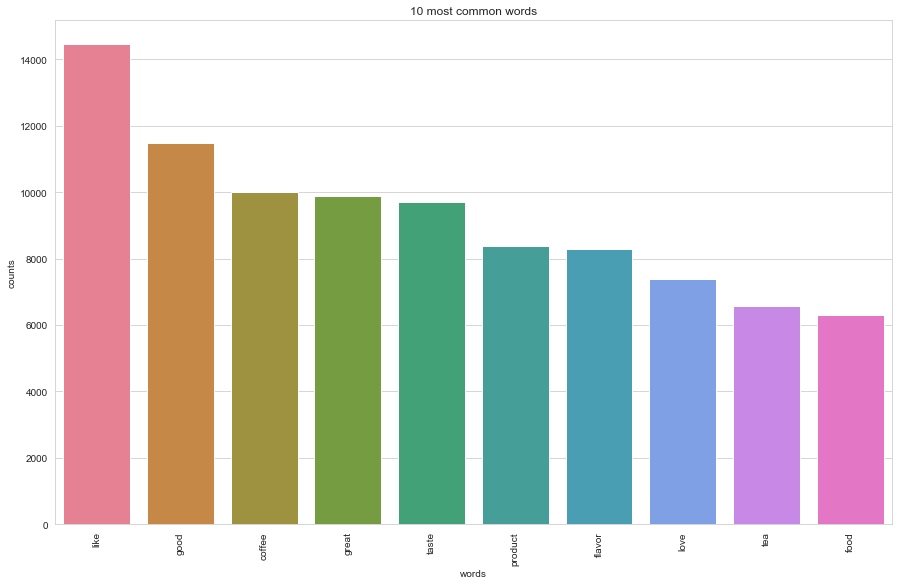 10 most common words
counts
14000
12000
10000
8000
6000
4000
2000
0
like
good
coffee
great
taste
product
flavor
love
tea
food
words